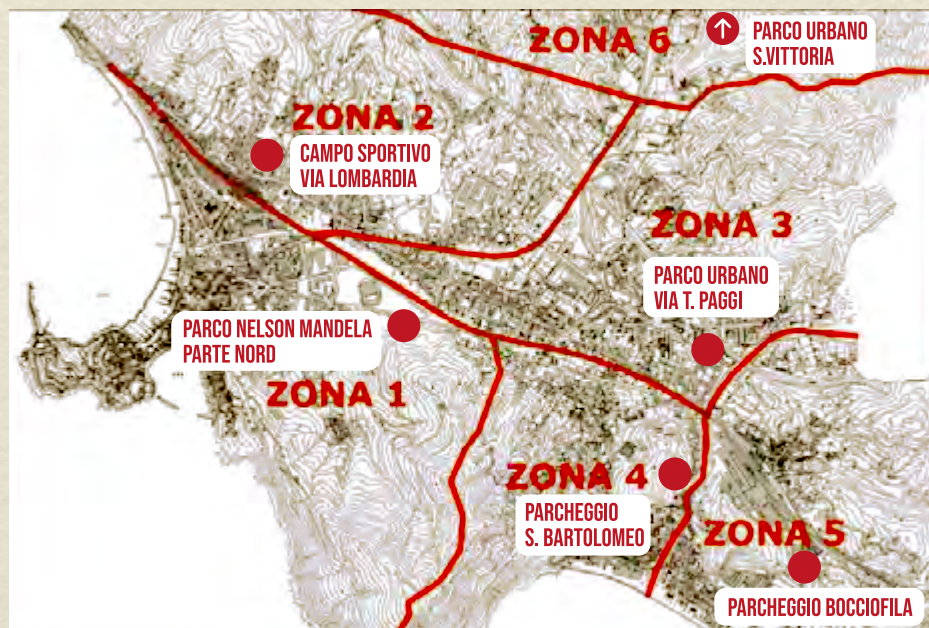 ZONA 6
PARCO URBANO
S.VITTORIA
ZONA 2
CAMPO SPORTIVO
VIA LOMBARDIA
ZONA 3
PARCO URBANO
VIA T. PAGGI
PARCO NELSON MANDELA
PARTE NORD
ZONA 1
ZONA 4
PARCHEGGIO
S. BARTOLOMEO
ZONA 5
PARCHEGGIO BOCCIOFILA